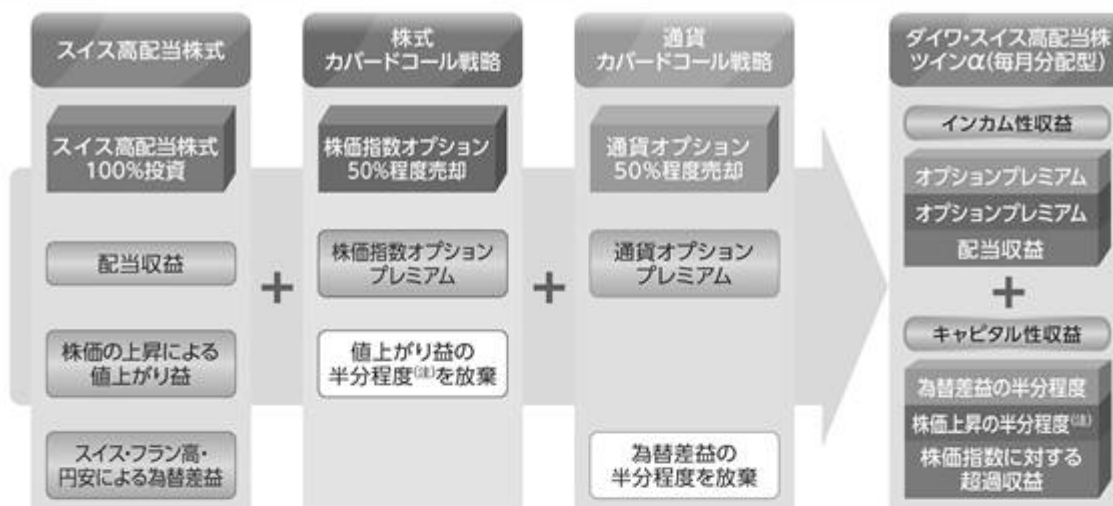 スイス高配当株式
スイス高配当株式
100%投資
配当収益
株価の上昇による
値上がり益
スイス・フラン高・
円安による為替差益
+
株式
カバードコール戦略
株価指数オプション
50%程度売却
株価指数オプション
プレミアム
値上がり益の
半分程度(注)を放棄
+
通貨
カバードコール戦略
通貨オプション
50%程度売却
通貨オプション
プレミアム
為替差益の
半分程度を放棄
ダイワ・スイス高配当株
ツインα(毎月分配型)
インカム性収益
オプションプレミアム
オプションプレミアム
配当収益
+
キャピタル性収益
為替差益の半分程度
株価上昇の半分程度(注)
株価指数に対する
超過収益